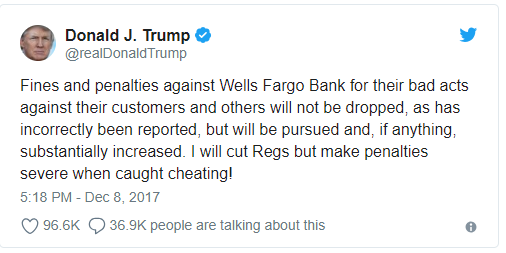 Donald J. Trump
@realDonaldTrump
Fines and penalties against Wells Fargo Bank for their bad acts
against their customers and others will not be dropped, as has
incorrectly been reported, but will be pursued and, if anything,
substantially increased. I will cut Regs but make penalties
severe when caught cheating!
5:18 PM - Dec 8, 2017
96.6K 36.9K people are talking about this